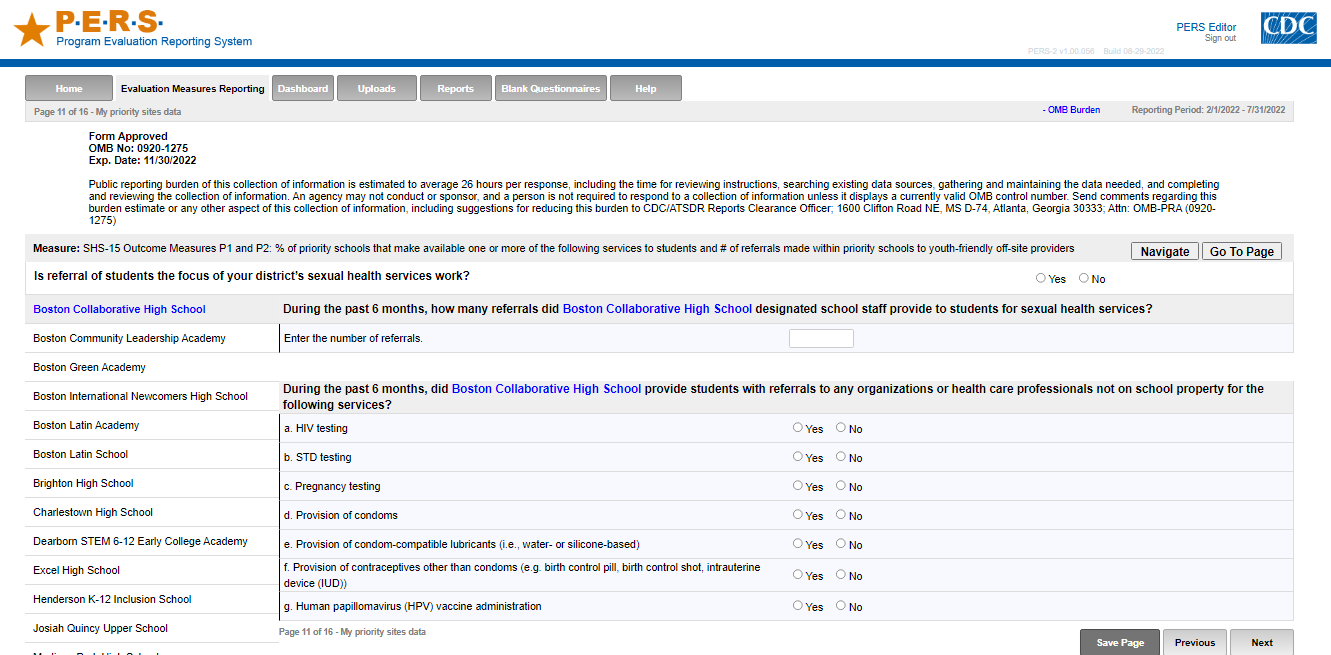 P·E·R·S·
Program Evaluation Reporting System
PERS Editor
Sign out
CDC
PERS-2 v1.00.056 Build 08-29-2022
Home
Evaluation Measures Reporting
Dashboard
Uploads
Reports
Blank Questionnaires
Help
Page 11 of 16 - My priority sites data
- OMB Burden
Reporting Period: 2/1/2022 - 7/31/2022
Form Approved
OMB No: 0920-1275
Exp. Date: 11/30/2022
Public reporting burden of this collection of information is estimated to average 26 hours per response, including the time for reviewing instructions, searching existing data sources, gathering and maintaining the data needed, and completing
and reviewing the collection of information. An agency may not conduct or sponsor, and a person is not required to respond to a collection of information unless it displays a currently valid OMB control number. Send comments regarding this
burden estimate or any other aspect of this collection of information, including suggestions for reducing this burden to CDC/ATSDR Reports Clearance Officer; 1600 Clifton Road NE, MS D-74, Atlanta, Georgia 30333; Attn: OMB-PRA (0920-
1275)
Measure: SHS-15 Outcome Measures P1 and P2: % of priority schools that make available one or more of the following services to students and # of referrals made within priority schools to youth-friendly off-site providers
Navigate
Go To Page
Is referral of students the focus of your district's sexual health services work?
Yes No
Boston Collaborative High School
Boston Community Leadership Academy
Boston Green Academy
Boston International Newcomers High School
Boston Latin Academy
Boston Latin School
Brighton High School
Charlestown High School
Dearborn STEM 6-12 Early College Academy
Excel High School
Henderson K-12 Inclusion School
Josiah Quincy Upper School
During the past 6 months, how many referrals did Boston Collaborative High School designated school staff provide to students for sexual health services?
Enter the number of referrals.
During the past 6 months, did Boston Collaborative High School provide students with referrals to any organizations or health care professionals not on school property for the
following services?
a. HIV testing Yes No
b. STD testing Yes No
c. Pregnancy testing Yes No
d. Provision of condoms Yes No
e. Provision of condom-compatible lubricants (i.e., water- or silicone-based) Yes No
f. Provision of contraceptives other than condoms (e.g. birth control pill, birth control shot, intrauterine
device (IUD)) Yes No
g. Human papillomavirus (HPV) vaccine administration Yes No
Page 11 of 16 - My priority sites data
Save Page
Previous
Next